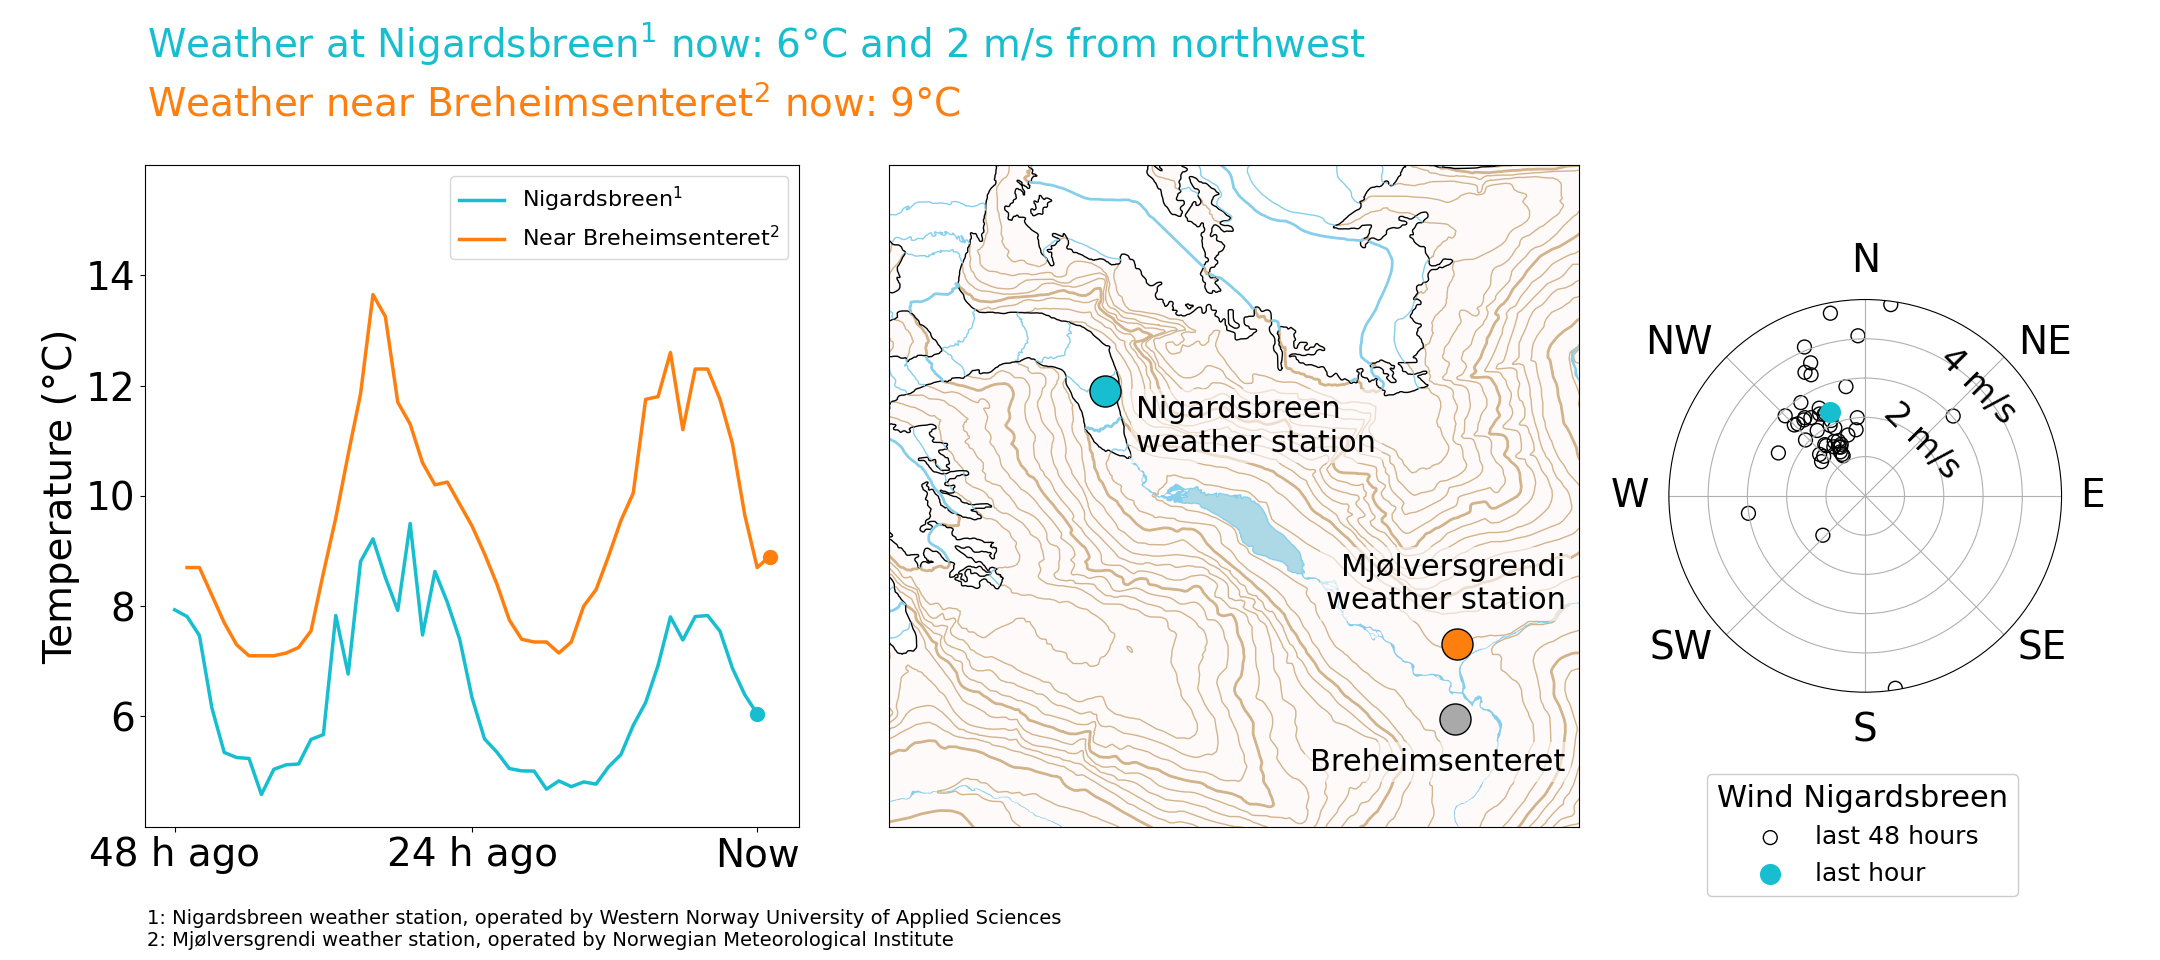 Weather at Nigardsbreen¹ now: 6°C and 2 m/s from northwest
Weather near Breheimsenteret² now: 9°C
Nigardsbreen¹
Near Breheimsenteret²
Temperature (°C)
14
12
10
8
6
48 h ago
24 h ago
Now
Nigardsbreen
weather station
Mjølversgrendi
weather station
Breheimsenteret
N
NE
E
SE
S
SW
W
NW
4 m/s
2 m/s
Wind Nigardsbreen
last 48 hours
last hour
1: Nigardsbreen weather station, operated by Western Norway University of Applied Sciences
2: Mjølversgrendi weather station, operated by Norwegian Meteorological Institute